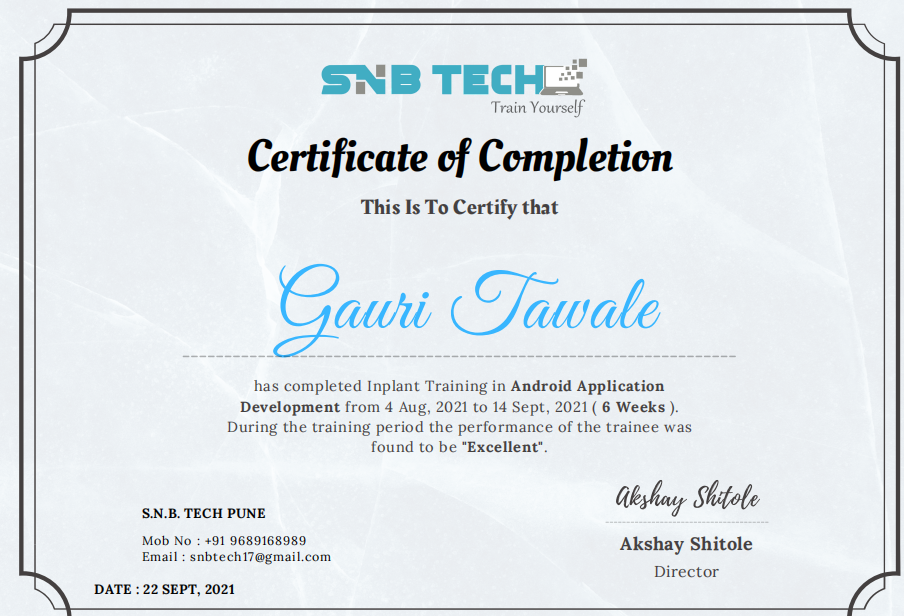 SNB TECH
Train Yourself
Certificate of Completion
This Is To Certify that
Gauri Tawale
has completed Inplant Training in Android Application
Development from 4 Aug, 2021 to 14 Sept, 2021 ( 6 Weeks ).
During the training period the performance of the trainee was
found to be "Excellent".
Akshay Shitole
S.N.B. TECH PUNE
Mob No : +91 9689168989
Email : snbtech17@gmail.com
Akshay Shitole
Director
DATE : 22 SEPT, 2021